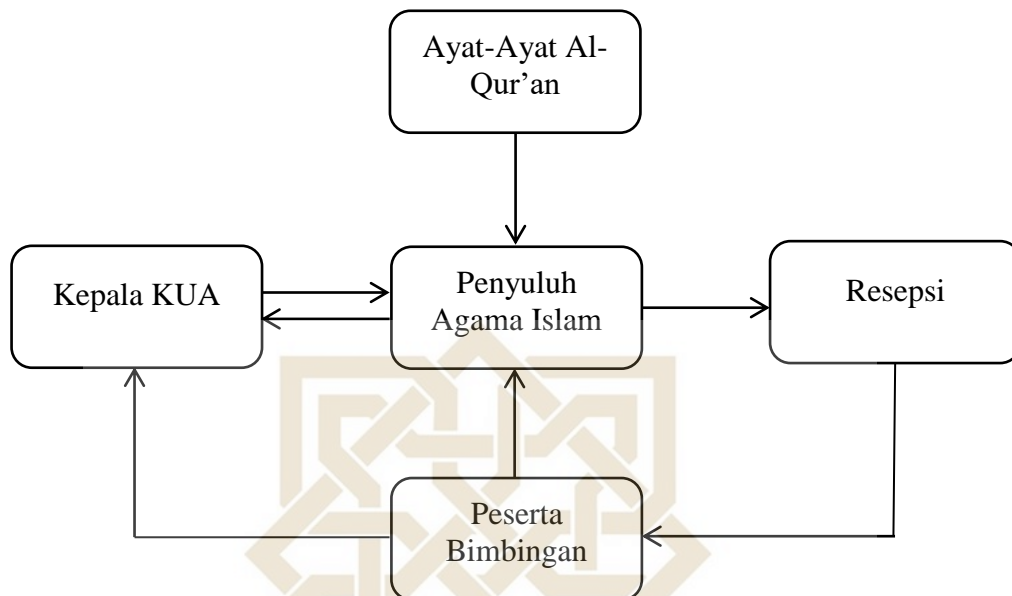 Ayat-Ayat Al-
Qur’an
Kepala KUA
Penyuluh
Agama Islam
Resepsi
Peserta
Bimbingan